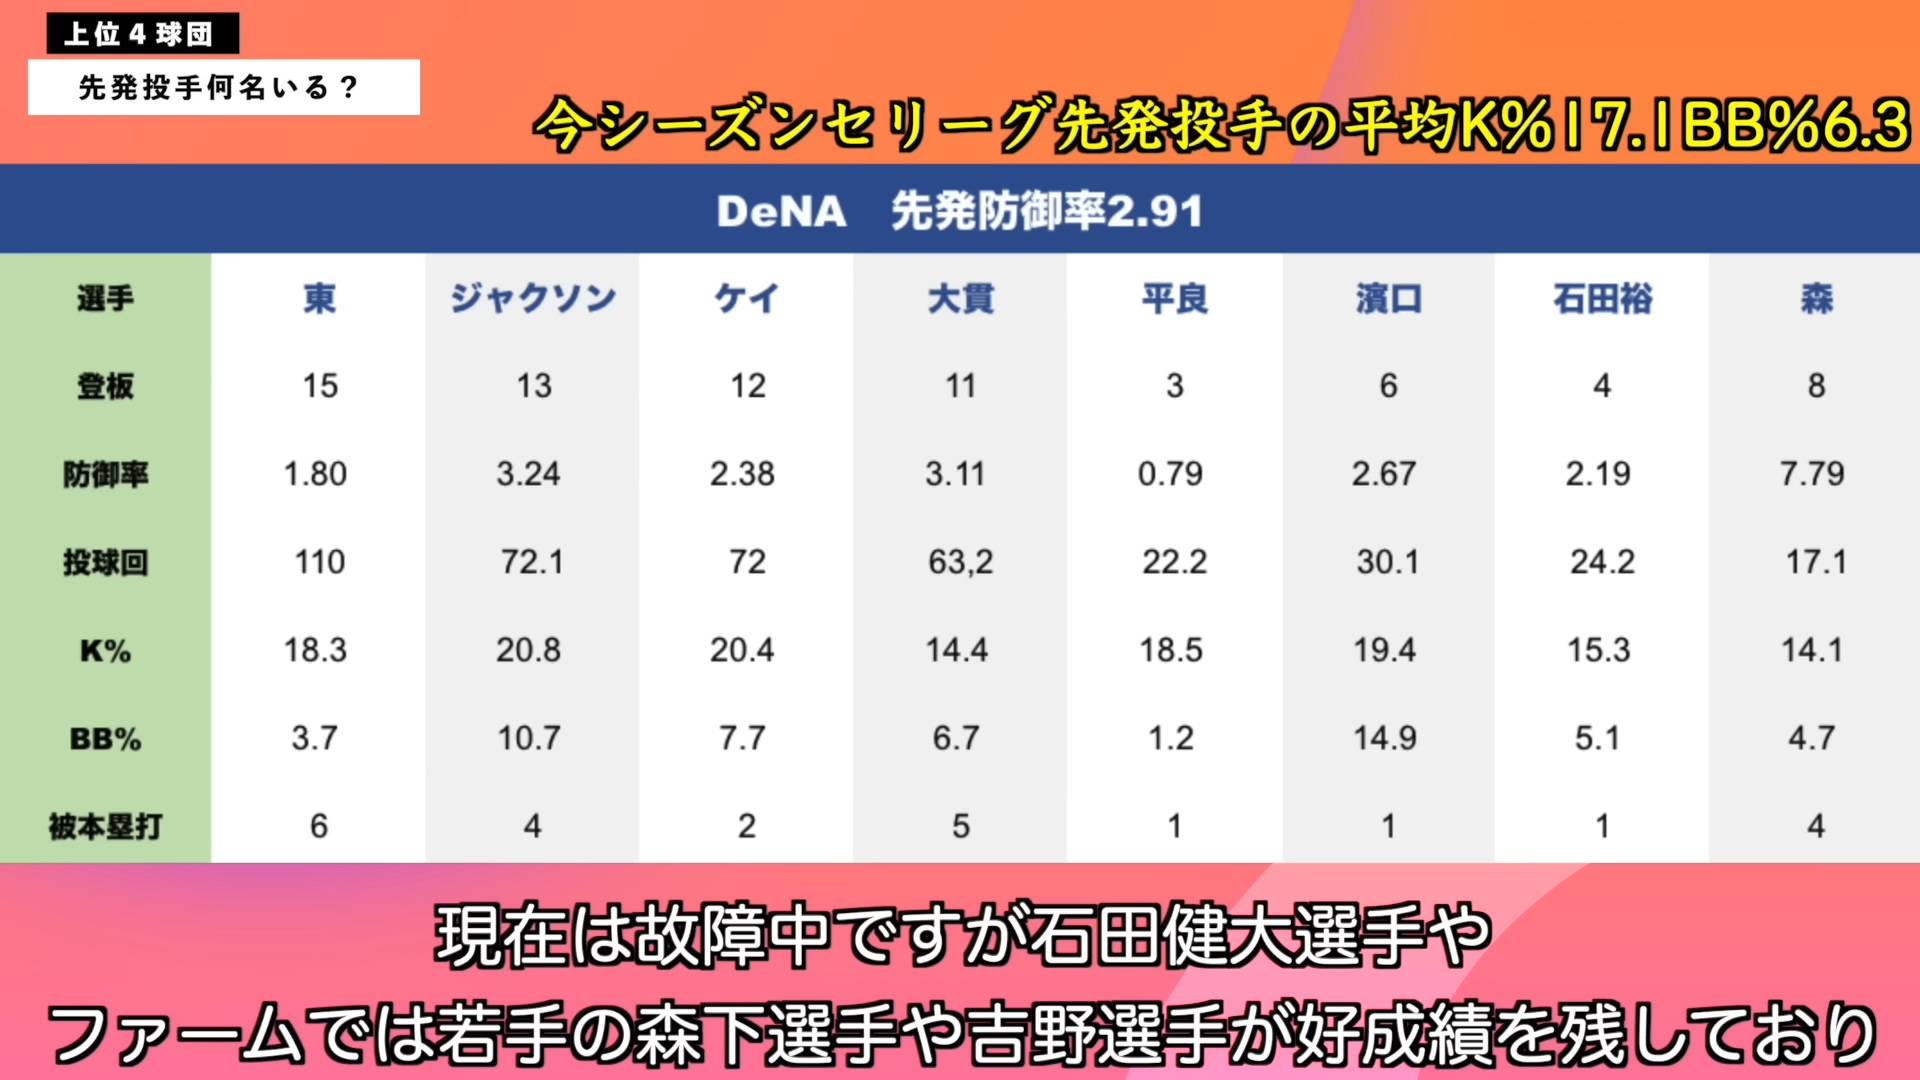 上位4球団
先発投手何名いる？
今シーズンセリーグ先発投手の平均K%17.1BB%6.3
DeNA 先発防御率2.91
選手 東 ジャクソン ケイ 大貫 平良 濱口 石田裕 森
登板 15 13 12 11 3 6 4 8
防御率 1.80 3.24 2.38 3.11 0.79 2.67 2.19 7.79
投球回 110 72.1 72 63,2 22.2 30.1 24.2 17.1
K% 18.3 20.8 20.4 14.4 18.5 19.4 15.3 14.1
BB% 3.7 10.7 7.7 6.7 1.2 14.9 5.1 4.7
被本塁打 6 4 2 5 1 1 1 4
現在は故障中ですが石田健大選手や
ファームでは若手の森下選手や吉野選手が好成績を残しており